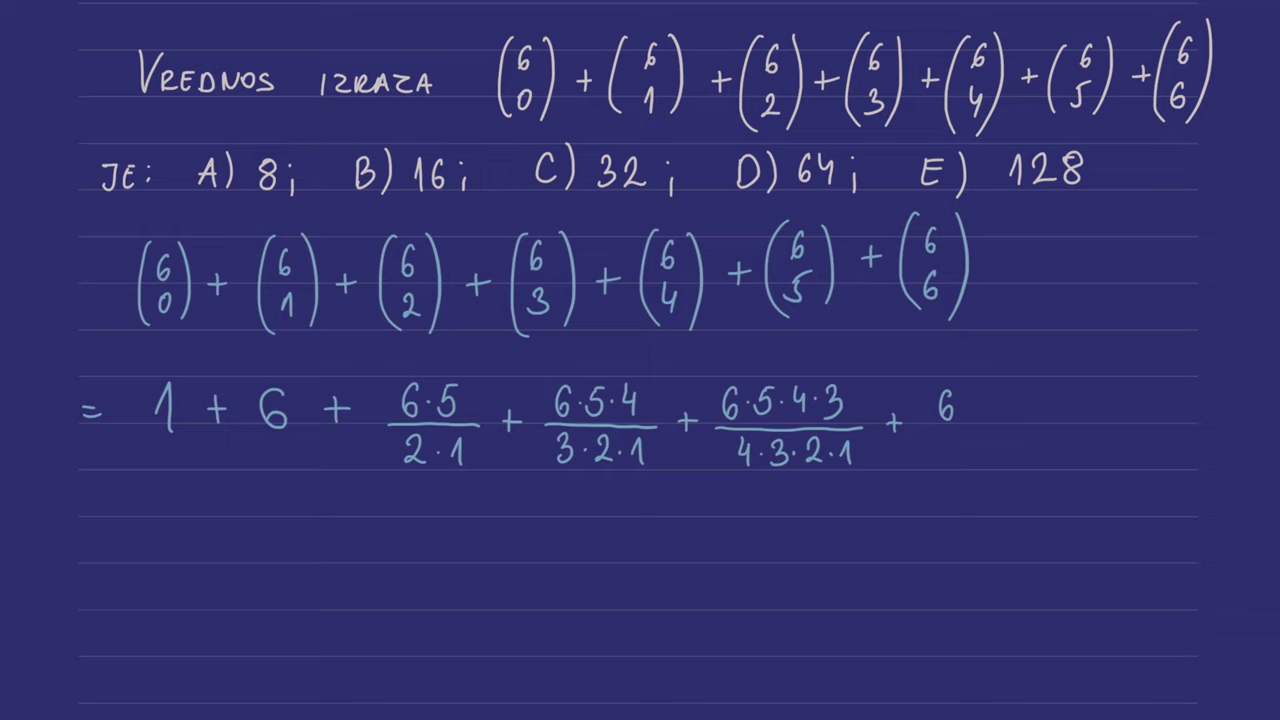 VREDNOS IZRAZA (6 0) + (6 1) + (6 2) + (6 3) + (6 4) + (6 5) + (6 6)
JE: A) 8; B) 16; C) 32; D) 64; E) 128
(6 0) + (6 1) + (6 2) + (6 3) + (6 4) + (6 5) + (6 6)
= 1 + 6 + 6·5/2·1 + 6·5·4/3·2·1 + 6·5·4·3/4·3·2·1 + 6